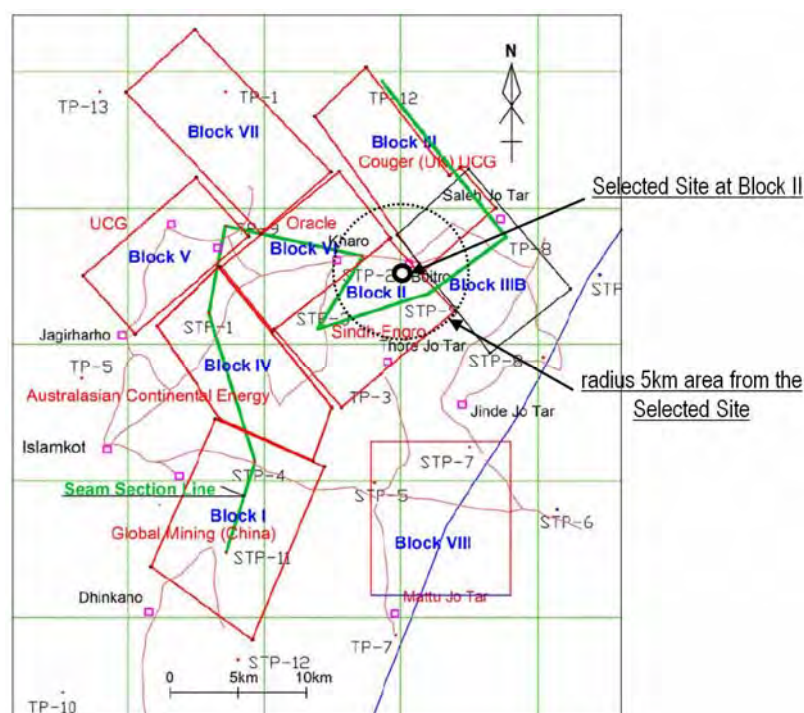 N
TP-13
TP-1
TP-12
Block VII
Block III
Couger (UK) UCG
Selected Site at Block II
Saleh Jo Tar
UCG
Oracle
Kharo
TP-8
Block V
Block VI
STP-2
Bitro
Block II
Block IIIB
STP-1
STP-3
Sindh Engro
Jagirharho
Thore Jo Tar
STP-8
radius 5km area from the
Selected Site
TP-5
Block IV
Australasian Continental Energy
TP-3
Jinde Jo Tar
Islamkot
STP-7
STP-4
Seam Section Line
STP-5
Block I
STP-6
Global Mining (China)
Block VIII
STP-11
Dhinkano
Mattu Jo Tar
TP-7
STP-12
0
5km
10km
TP-10